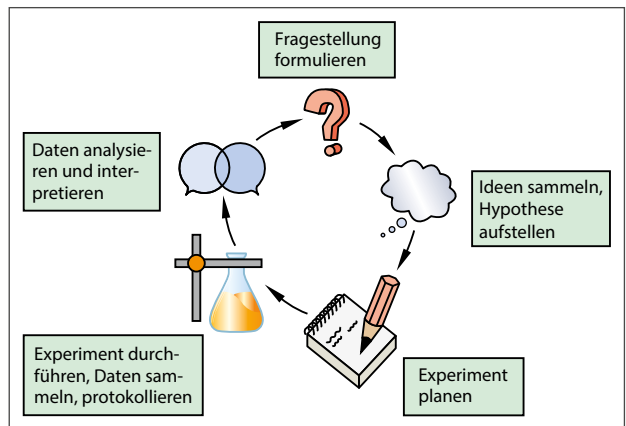 Fragestellung
formulieren
Ideen sammeln,
Hypothese
aufstellen
Experiment
planen
Experiment durch-
führen, Daten sam-
meln, protokollieren
Daten analysie-
ren und inter-
pretieren